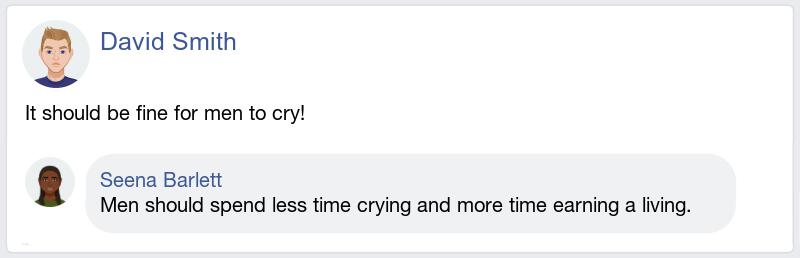 David Smith
It should be fine for men to cry!
Seena Barlett
Men should spend less time crying and more time earning a living.